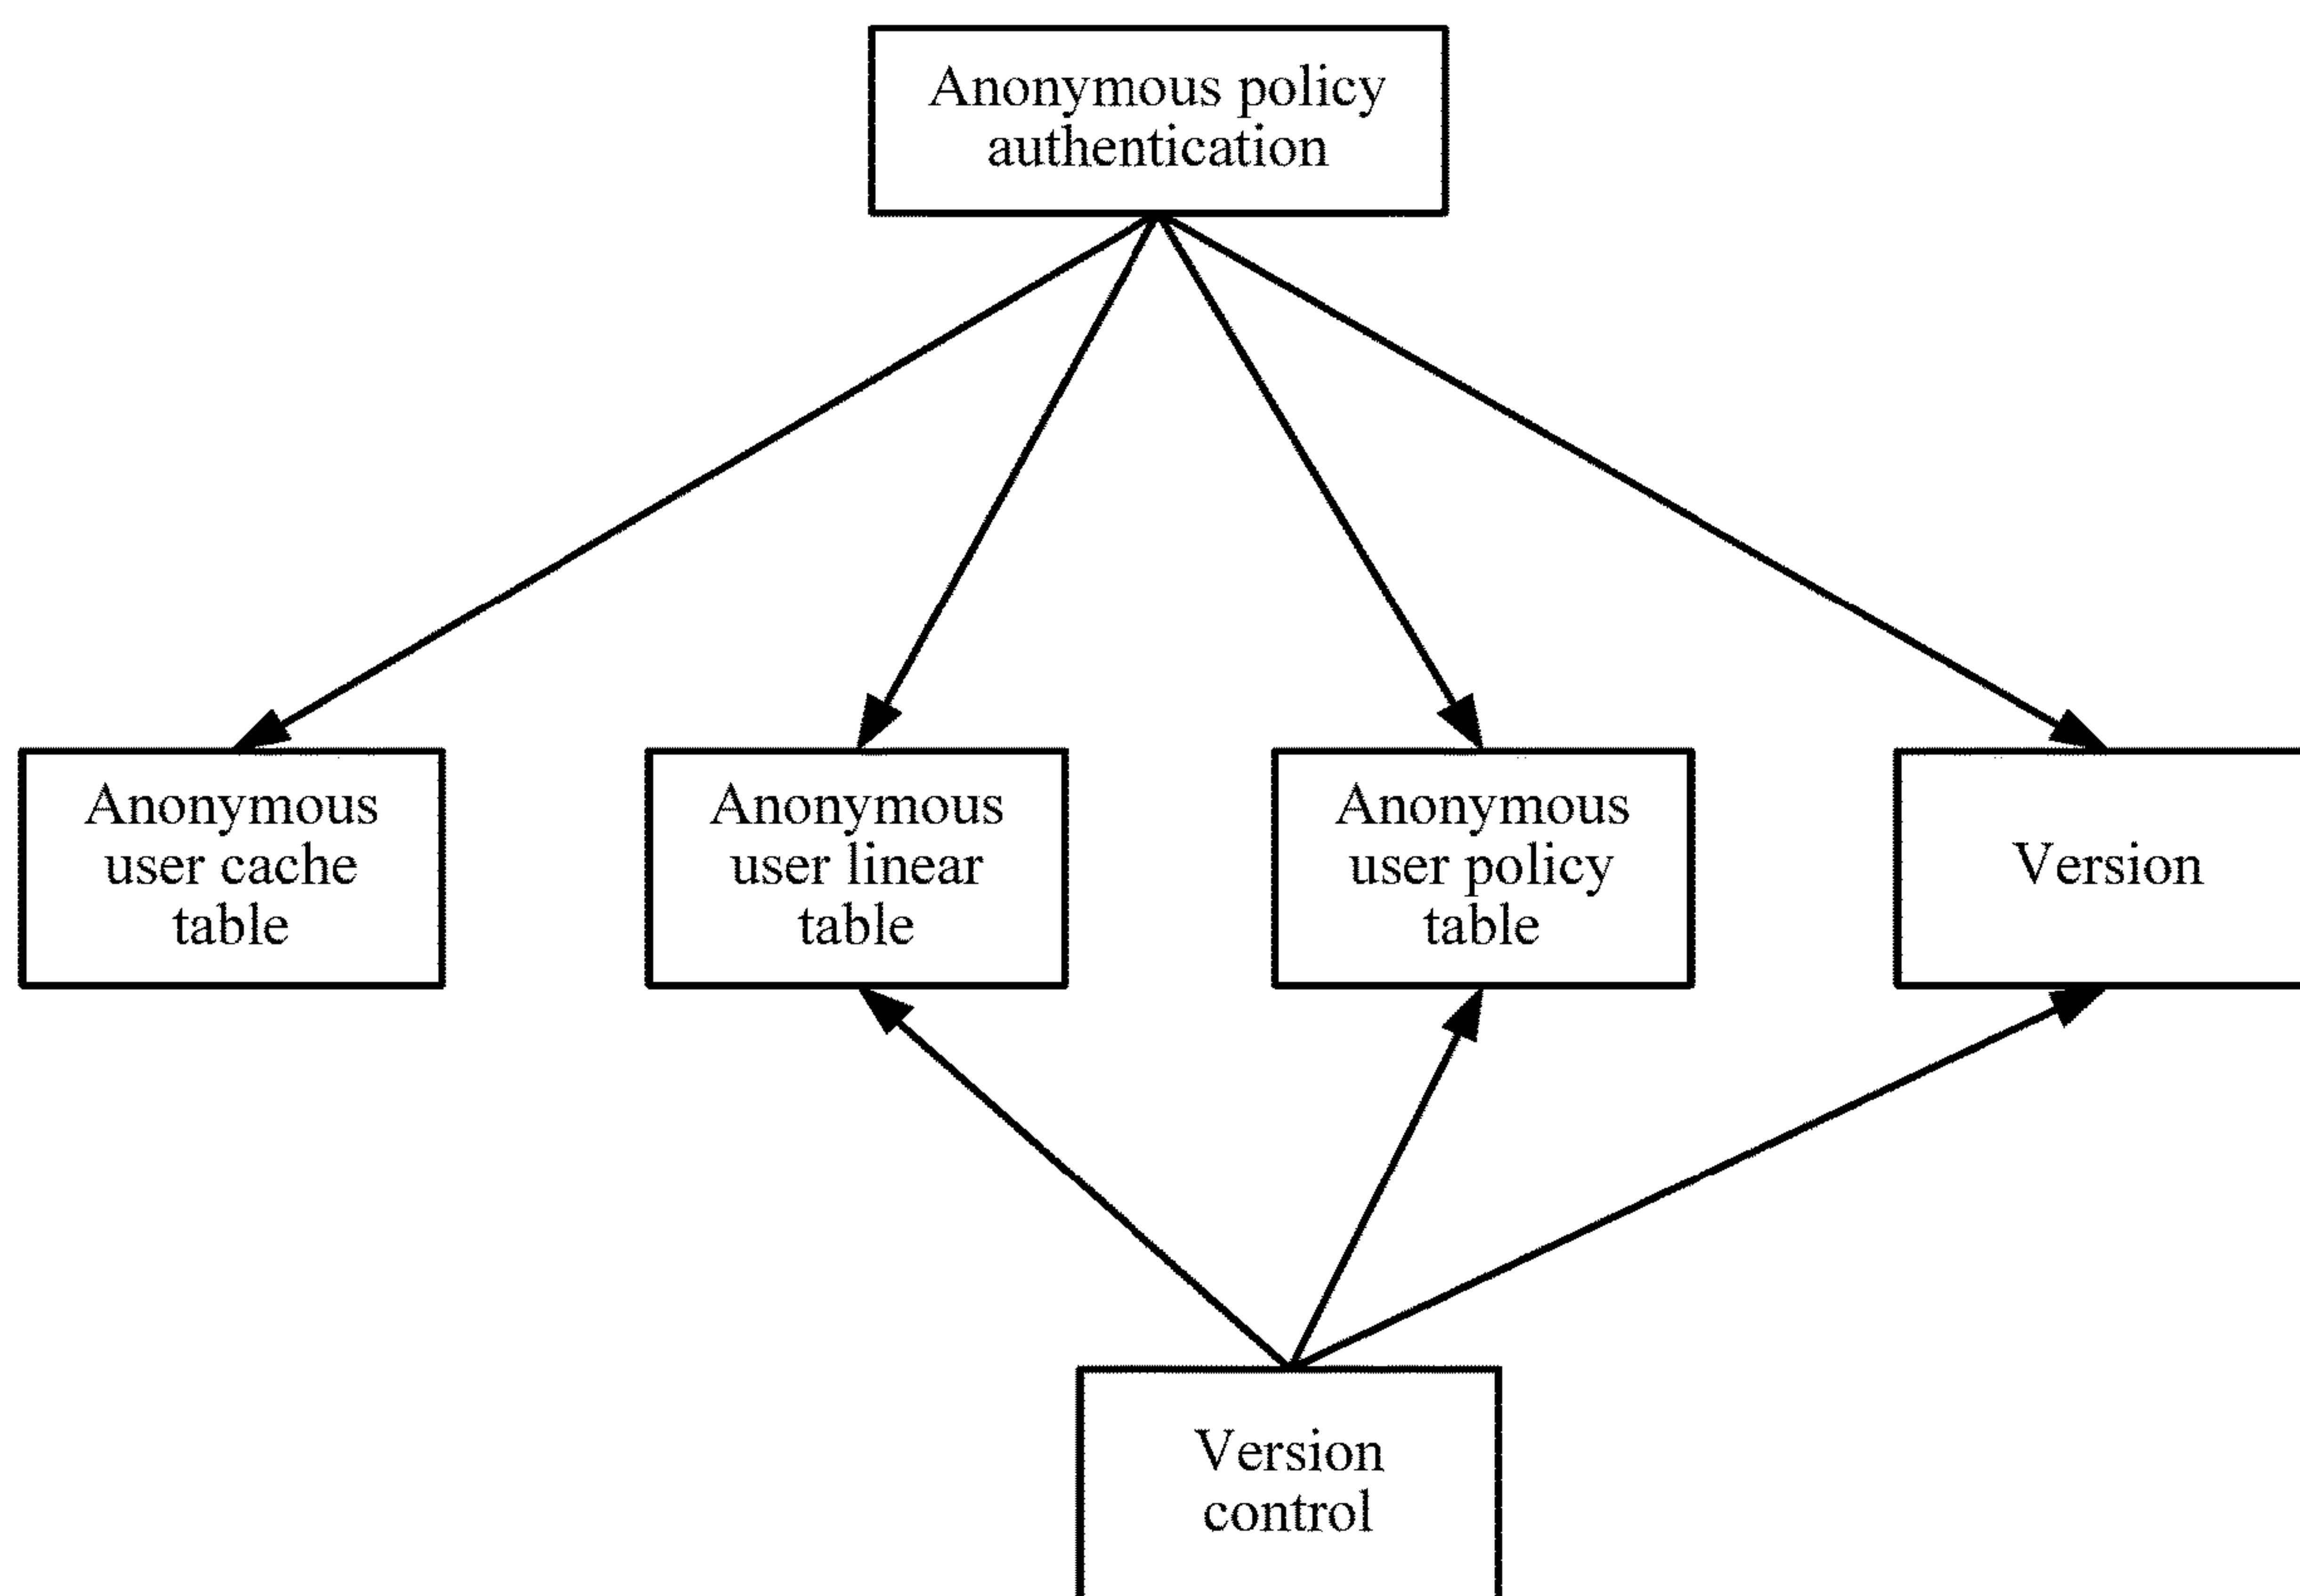 Anonymous policy
authentication
Anonymous
user cache
table
Anonymous
user linear
table
Anonymous
user policy
table
Version
Version
control